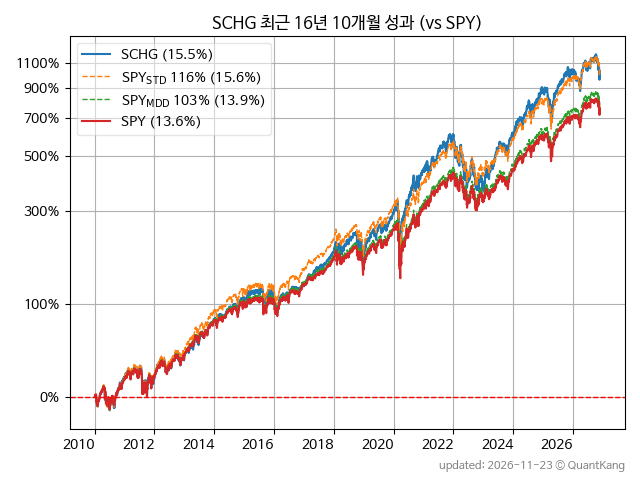 SCHG 최근 16년 10개월 성과 (vs SPY)
SCHG (15.5%)
SPY_STD 116% (15.6%)
SPY_MDD 103% (13.9%)
SPY (13.6%)
1100%
900%
700%
500%
300%
100%
0%
2010 2012 2014 2016 2018 2020 2022 2024 2026
updated: 2026-11-23 ⓒ QuantKang